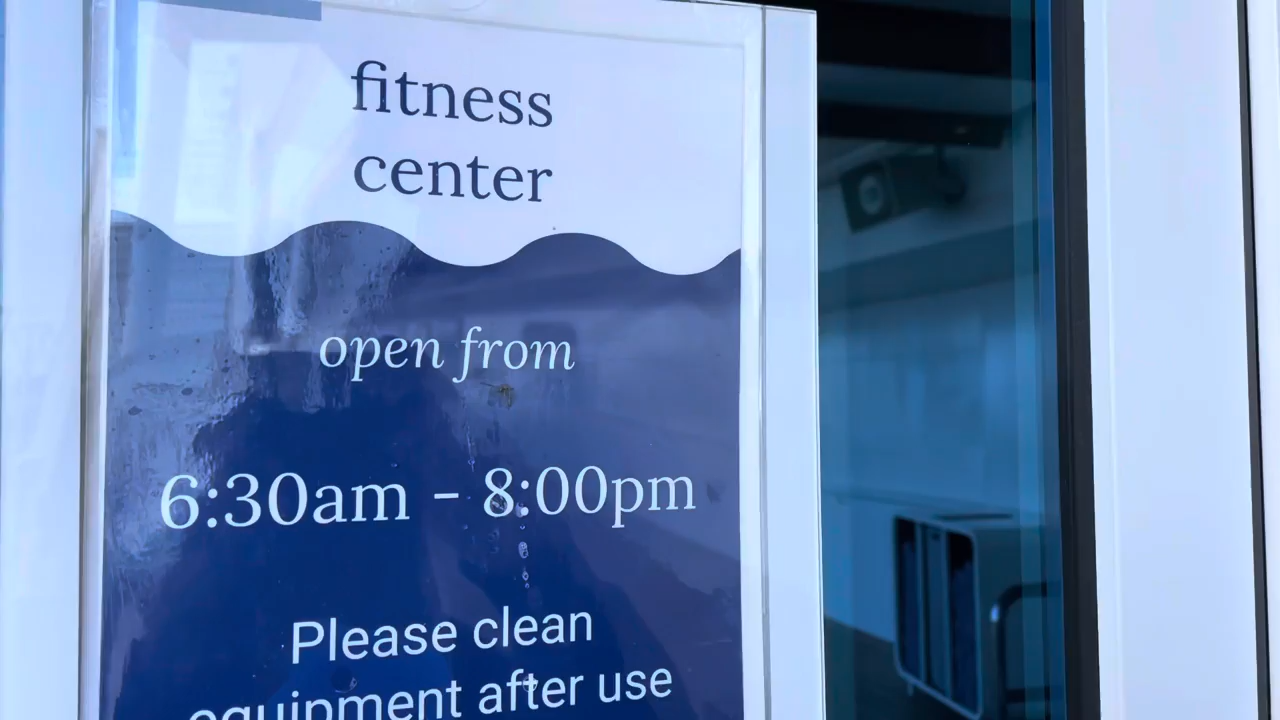 fitness
center
open from
6:30am - 8:00pm
Please clean
equipment after use